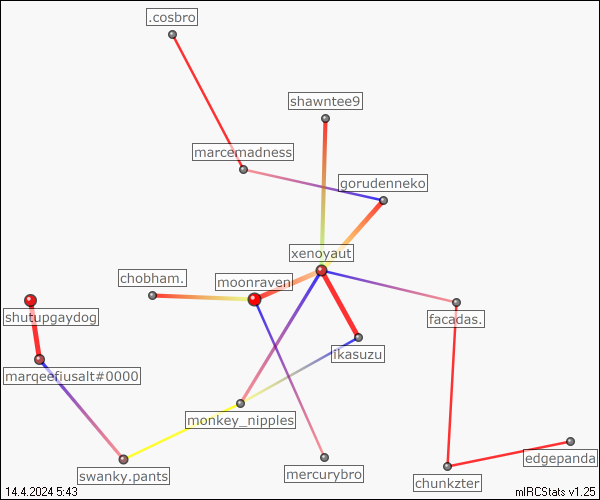 .cosbro
shawntee9
marcemadness
gorudenneko
xenoyaut
chobham.
moonraven
shutupgaydog
facadas.
ikasuzu
marqeefiusalt#0000
monkey_nipples
edgepanda
swanky.pants
mercurybro
chunkzter
14.4.2024 5:43
mIRCStats v1.25